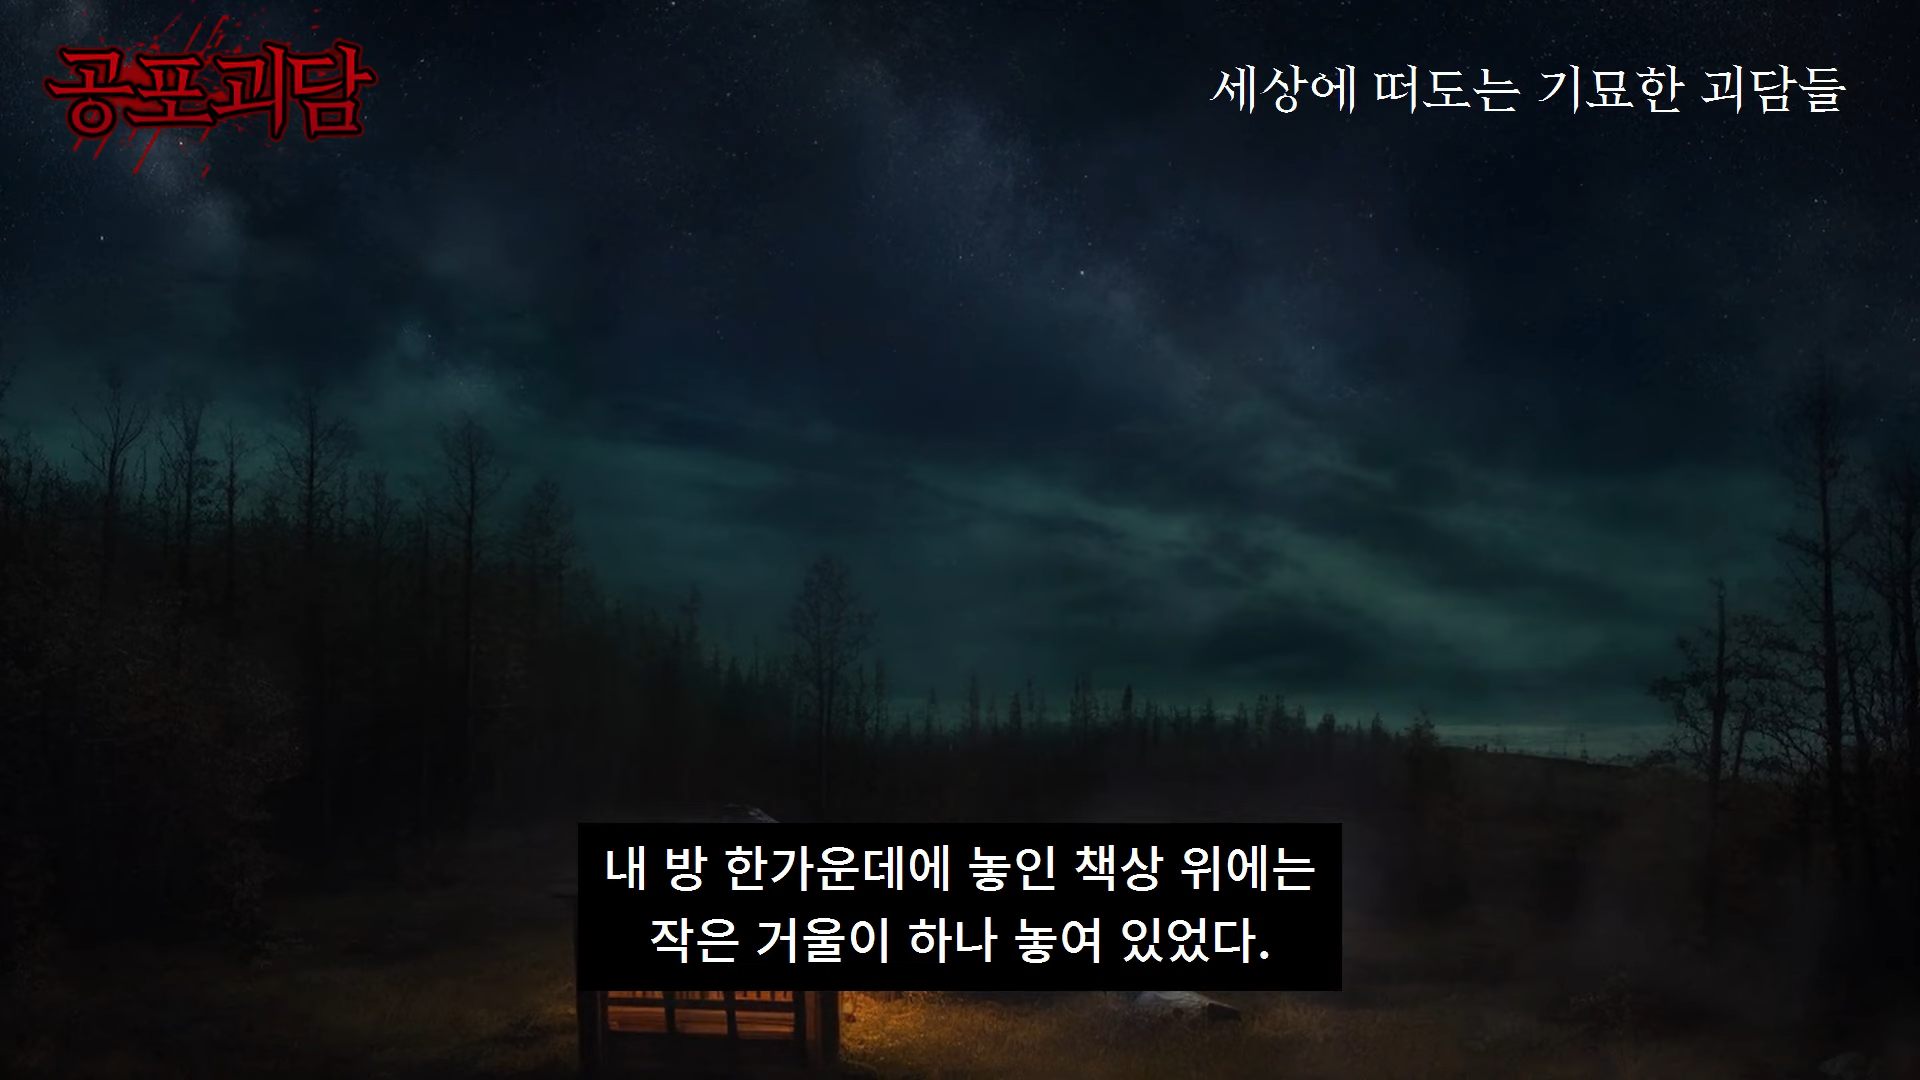 공포괴담
세상에 떠도는 기묘한 괴담들
내 방 한가운데에 놓인 책상 위에는
작은 거울이 하나 놓여 있었다.